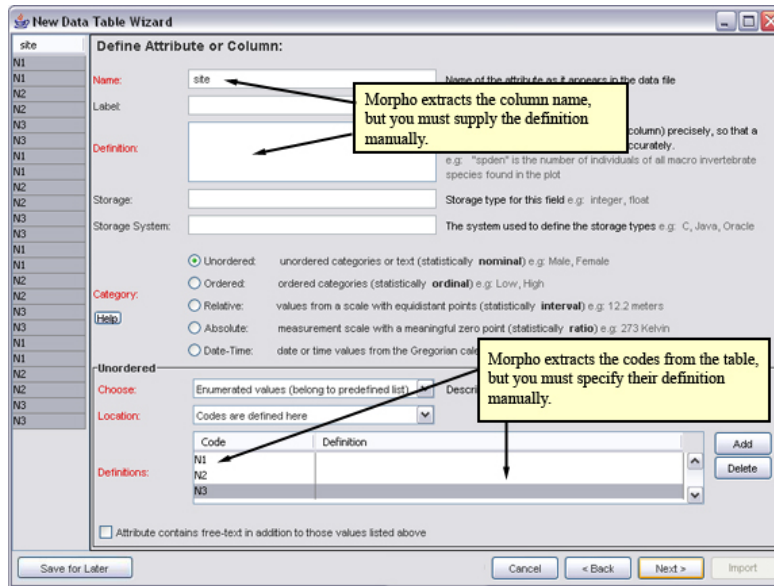 New Data Table Wizard
site
Define Attribute or Column:
N1
N1
N2
N2
N3
N3
N1
N1
N2
N2
N3
N3
N1
N1
N2
N2
N3
N3
N1
N1
N2
N2
N3
N3
Name:
site
Name of the attribute as it appears in the data file
Morpho extracts the column name,
but you must supply the definition
manually.
Label:
Definition:
column) precisely, so that a
ccurately.
e.g: "spden" is the number of individuals of all macro invertebrate
species found in the plot
Storage:
Storage type for this field e.g: integer, float
Storage System:
The system used to define the storage types e.g: C, Java, Oracle
Category:
Help
Unordered: unordered categories or text (statistically nominal) e.g: Male, Female
Ordered: ordered categories (statistically ordinal) e.g: Low, High
Relative: values from a scale with equidistant points (statistically interval) e.g: 12.2 meters
Absolute: measurement scale with a meaningful zero point (statistically ratio) e.g: 273 Kelvin
Date-Time: date or time values from the Gregorian cale
Morpho extracts the codes from the table,
but you must specify their definition
manually.
Unordered
Choose:
Enumerated values (belong to predefined list)
Descri
Location:
Codes are defined here
Code Definition
Definitions:
N1
N2
N3
Add
Delete
Attribute contains free-text in addition to those values listed above
Save for Later
Cancel
< Back
Next >
Import